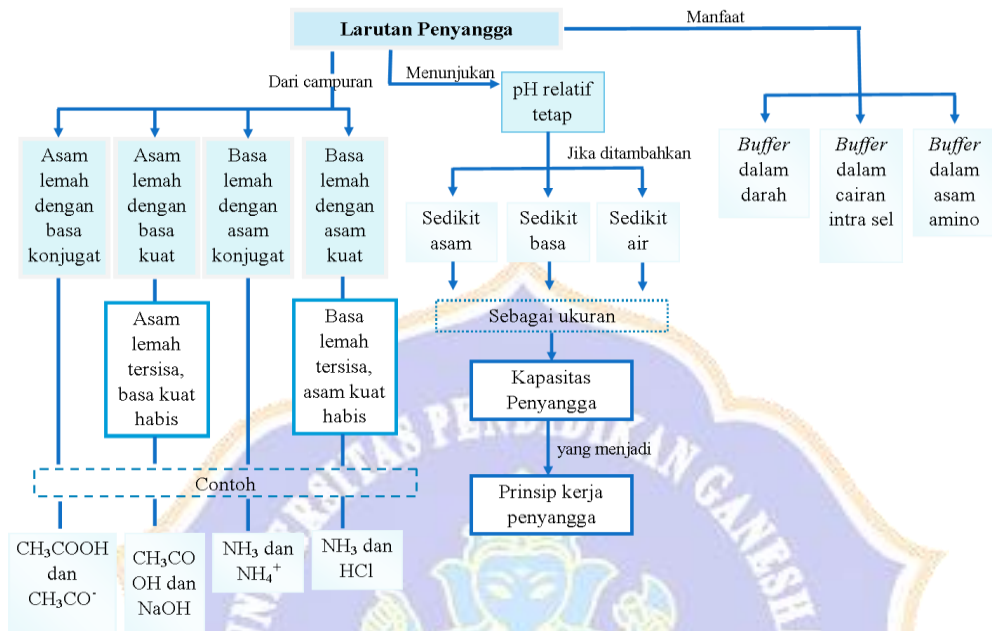 Larutan Penyangga
Manfaat
Dari campuran
Menunjukan
pH relatif
tetap
Jika ditambahkan
Asam
lemah
dengan
basa
konjugat
Asam
lemah
dengan
basa
kuat
Basa
lemah
dengan
asam
konjugat
Basa
lemah
dengan
asam
kuat
Sedikit
asam
Sedikit
basa
Sedikit
air
Buffer
dalam
darah
Buffer
dalam
cairan
intra sel
Buffer
dalam
asam
amino
Asam
lemah
tersisa,
basa kuat
habis
Basa
lemah
tersisa,
asam kuat
habis
Sebagai ukuran
Kapasitas
Penyangga
yang menjadi
Prinsip kerja
penyangga
Contoh
CH₃COOH
dan
CH₃CO⁻
CH₃CO
OH dan
NaOH
NH₃ dan
NH₄⁺
NH₃ dan
HCl
UNIVERSITAS PENDIDIKAN GANESH